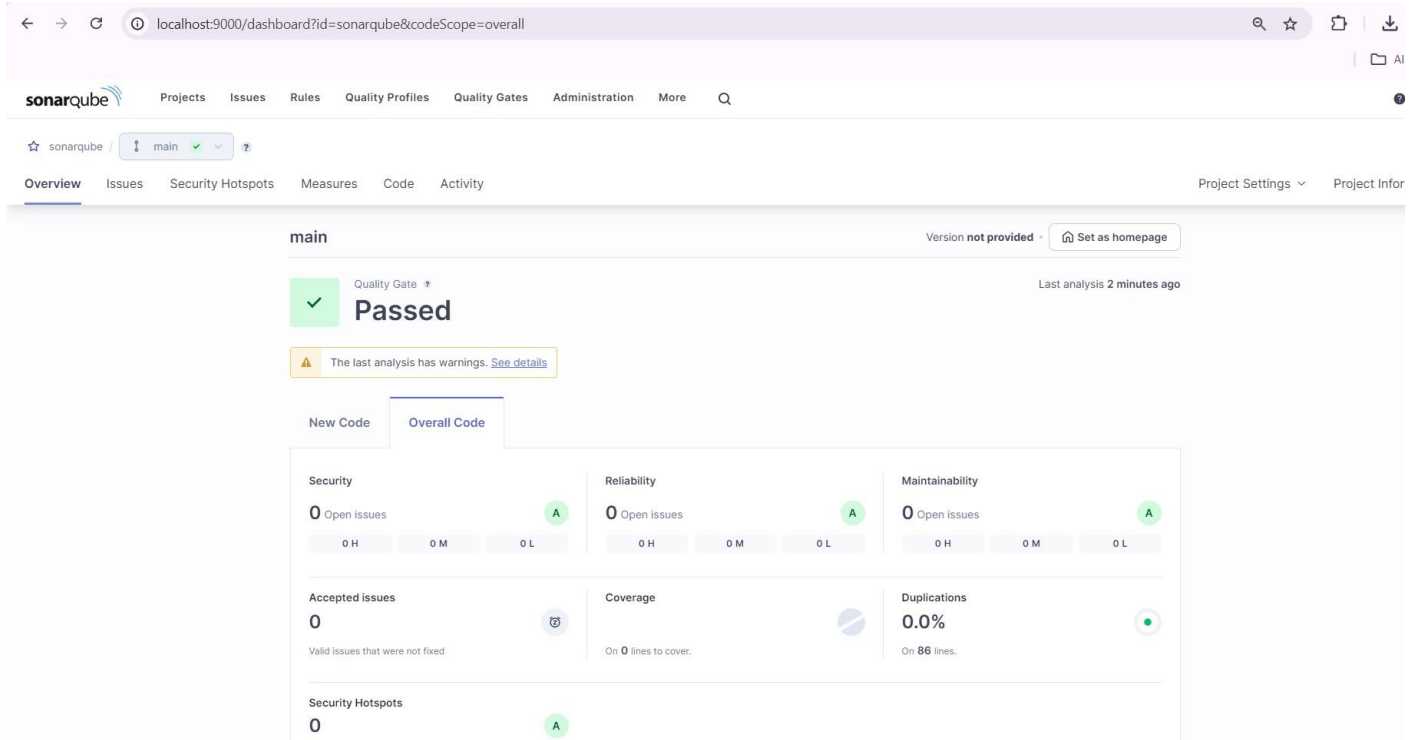 localhost:9000/dashboard?id=sonarqube&codeScope=overall
AI
sonarqube Projects Issues Rules Quality Profiles Quality Gates Administration More ?
sonarqube / main ?
Overview Issues Security Hotspots Measures Code Activity Project Settings Project Infor
main Version not provided • Set as homepage
Quality Gate ? Last analysis 2 minutes ago
Passed
The last analysis has warnings. See details
New Code Overall Code
Security Reliability Maintainability
0 Open issues A 0 Open issues A 0 Open issues A
0 H 0 M 0 L 0 H 0 M 0 L 0 H 0 M 0 L
Accepted issues Coverage Duplications
0 0.0%
Valid issues that were not fixed On 0 lines to cover. On 86 lines.
Security Hotspots
0 A